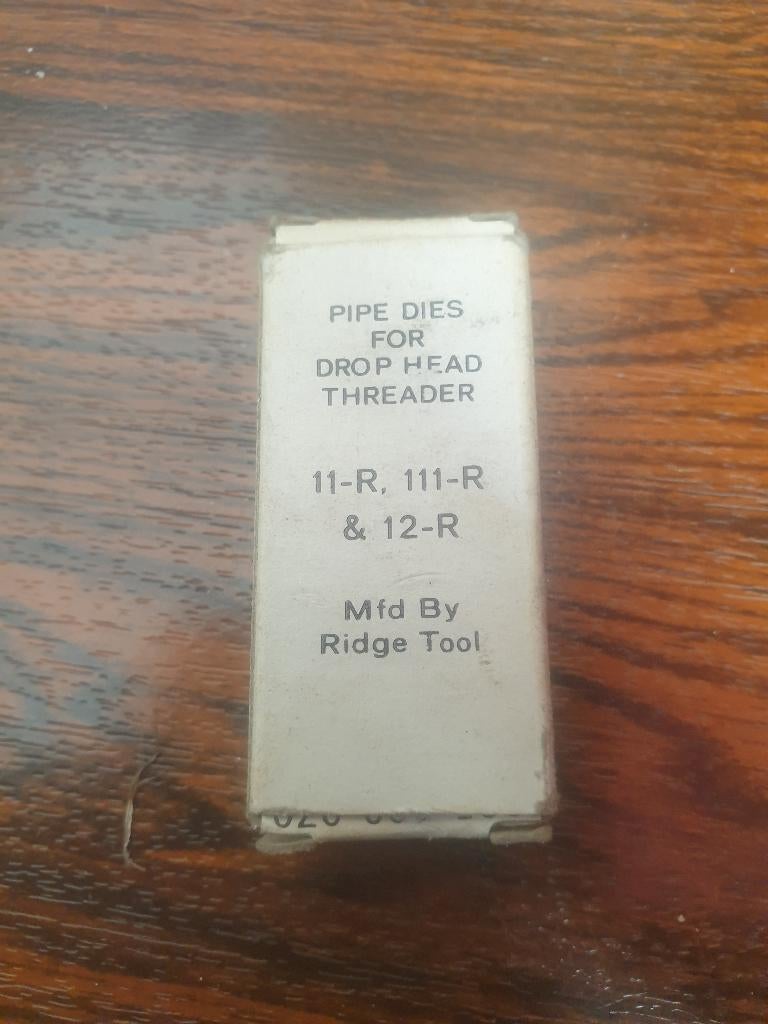 PIPE DIES
FOR
DROP HEAD
THREADER
11-R, 111-R
& 12-R
Mfd By
Ridge Tool